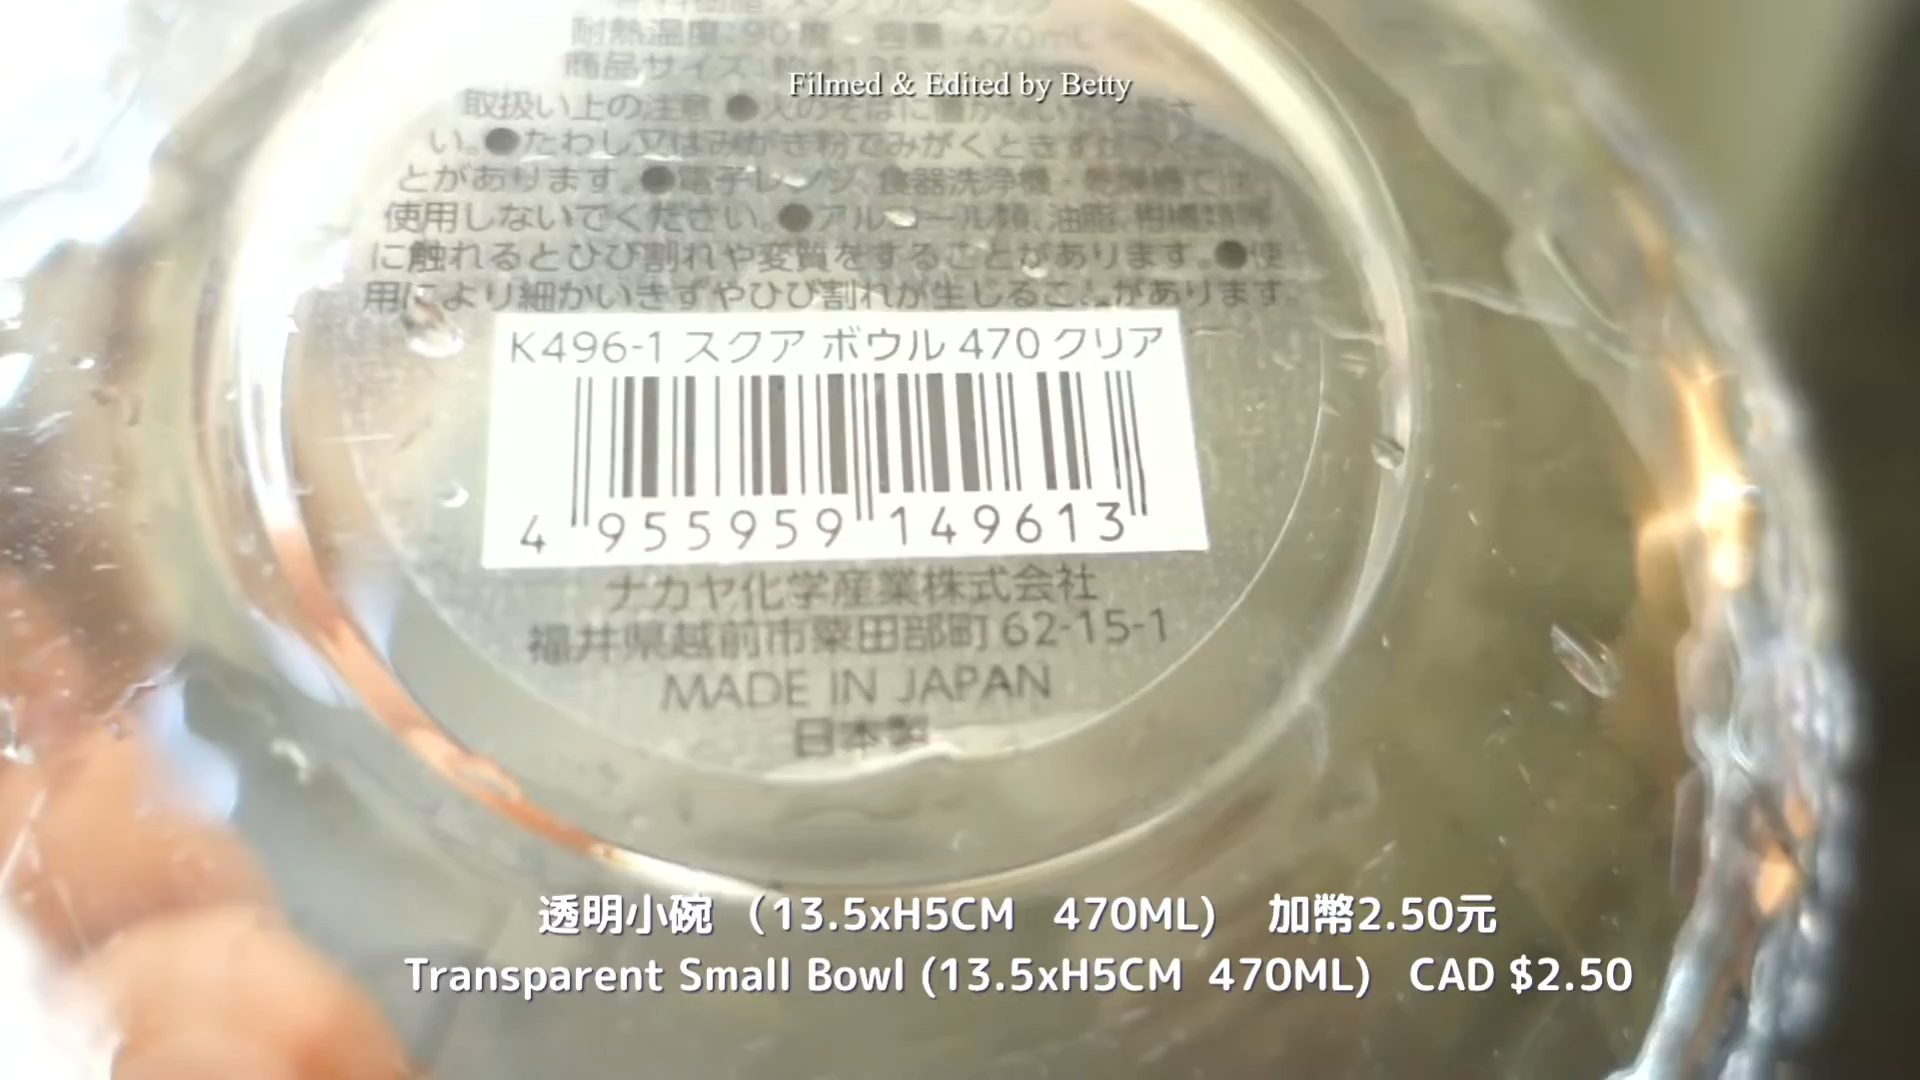 耐熱温度:90度 容量 470mL
商品サイズ
Filmed & Edited by Betty
取扱い上の注意 ●火のそばに置かないで
い。●たわし又はみがき粉でみがくときずがつくこ
とがあります。●電子レンジ、食器洗浄機・乾燥機では
使用しないでください。●アルコール類、油脂、柑橘類等
に触れるとひび割れや変質をすることがあります。●使
用により細かいきずやひび割れが生じることがあります。
K496-1 スクア ボウル 470 クリア
4 955959 149613
ナカヤ化学産業株式会社
福井県越前市粟田部町62-15-1
MADE IN JAPAN
日本製
透明小碗 (13.5xH5CM 470ML) 加幣2.50元
Transparent Small Bowl (13.5xH5CM 470ML) CAD $2.50